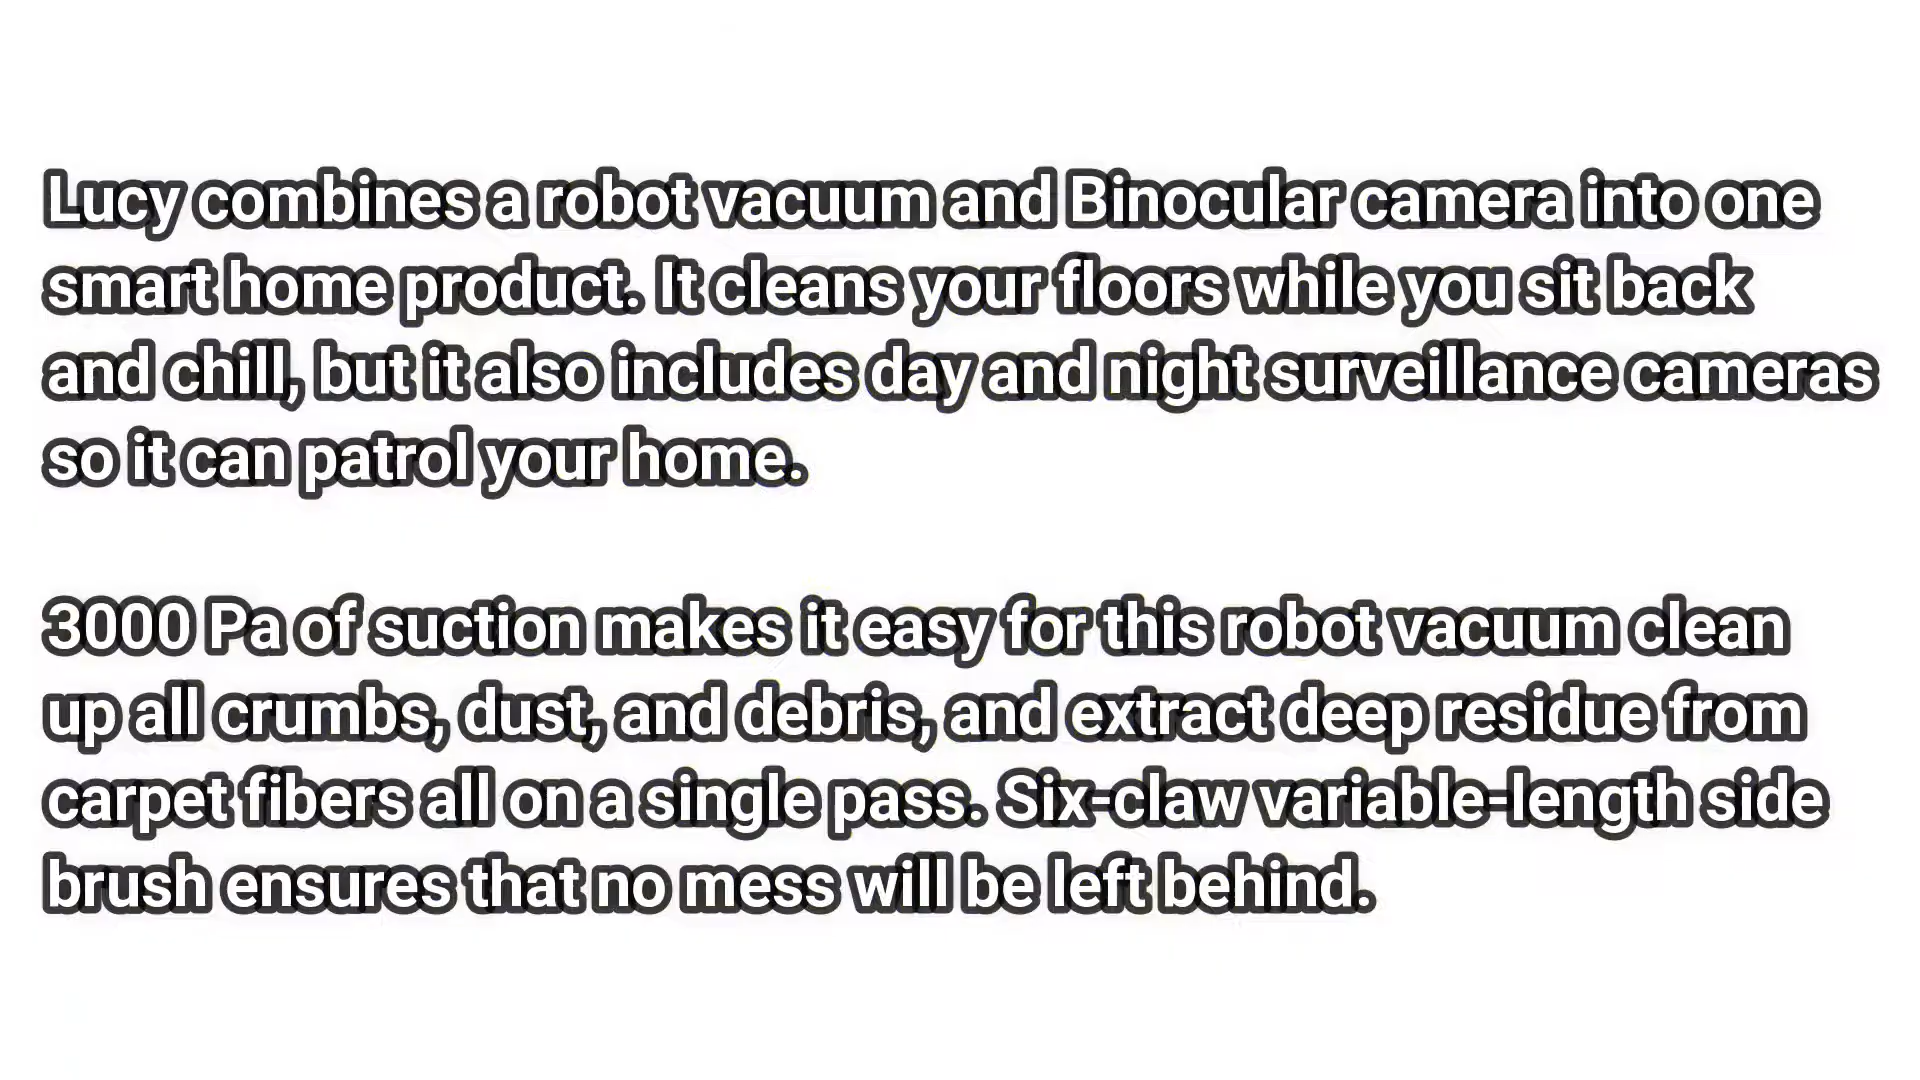 Lucy combines a robot vacuum and Binocular camera into one
smart home product. It cleans your floors while you sit back
and chill, but it also includes day and night surveillance cameras
so it can patrol your home.
3000 Pa of suction makes it easy for this robot vacuum clean
up all crumbs, dust, and debris, and extract deep residue from
carpet fibers all on a single pass. Six-claw variable-length side
brush ensures that no mess will be left behind.